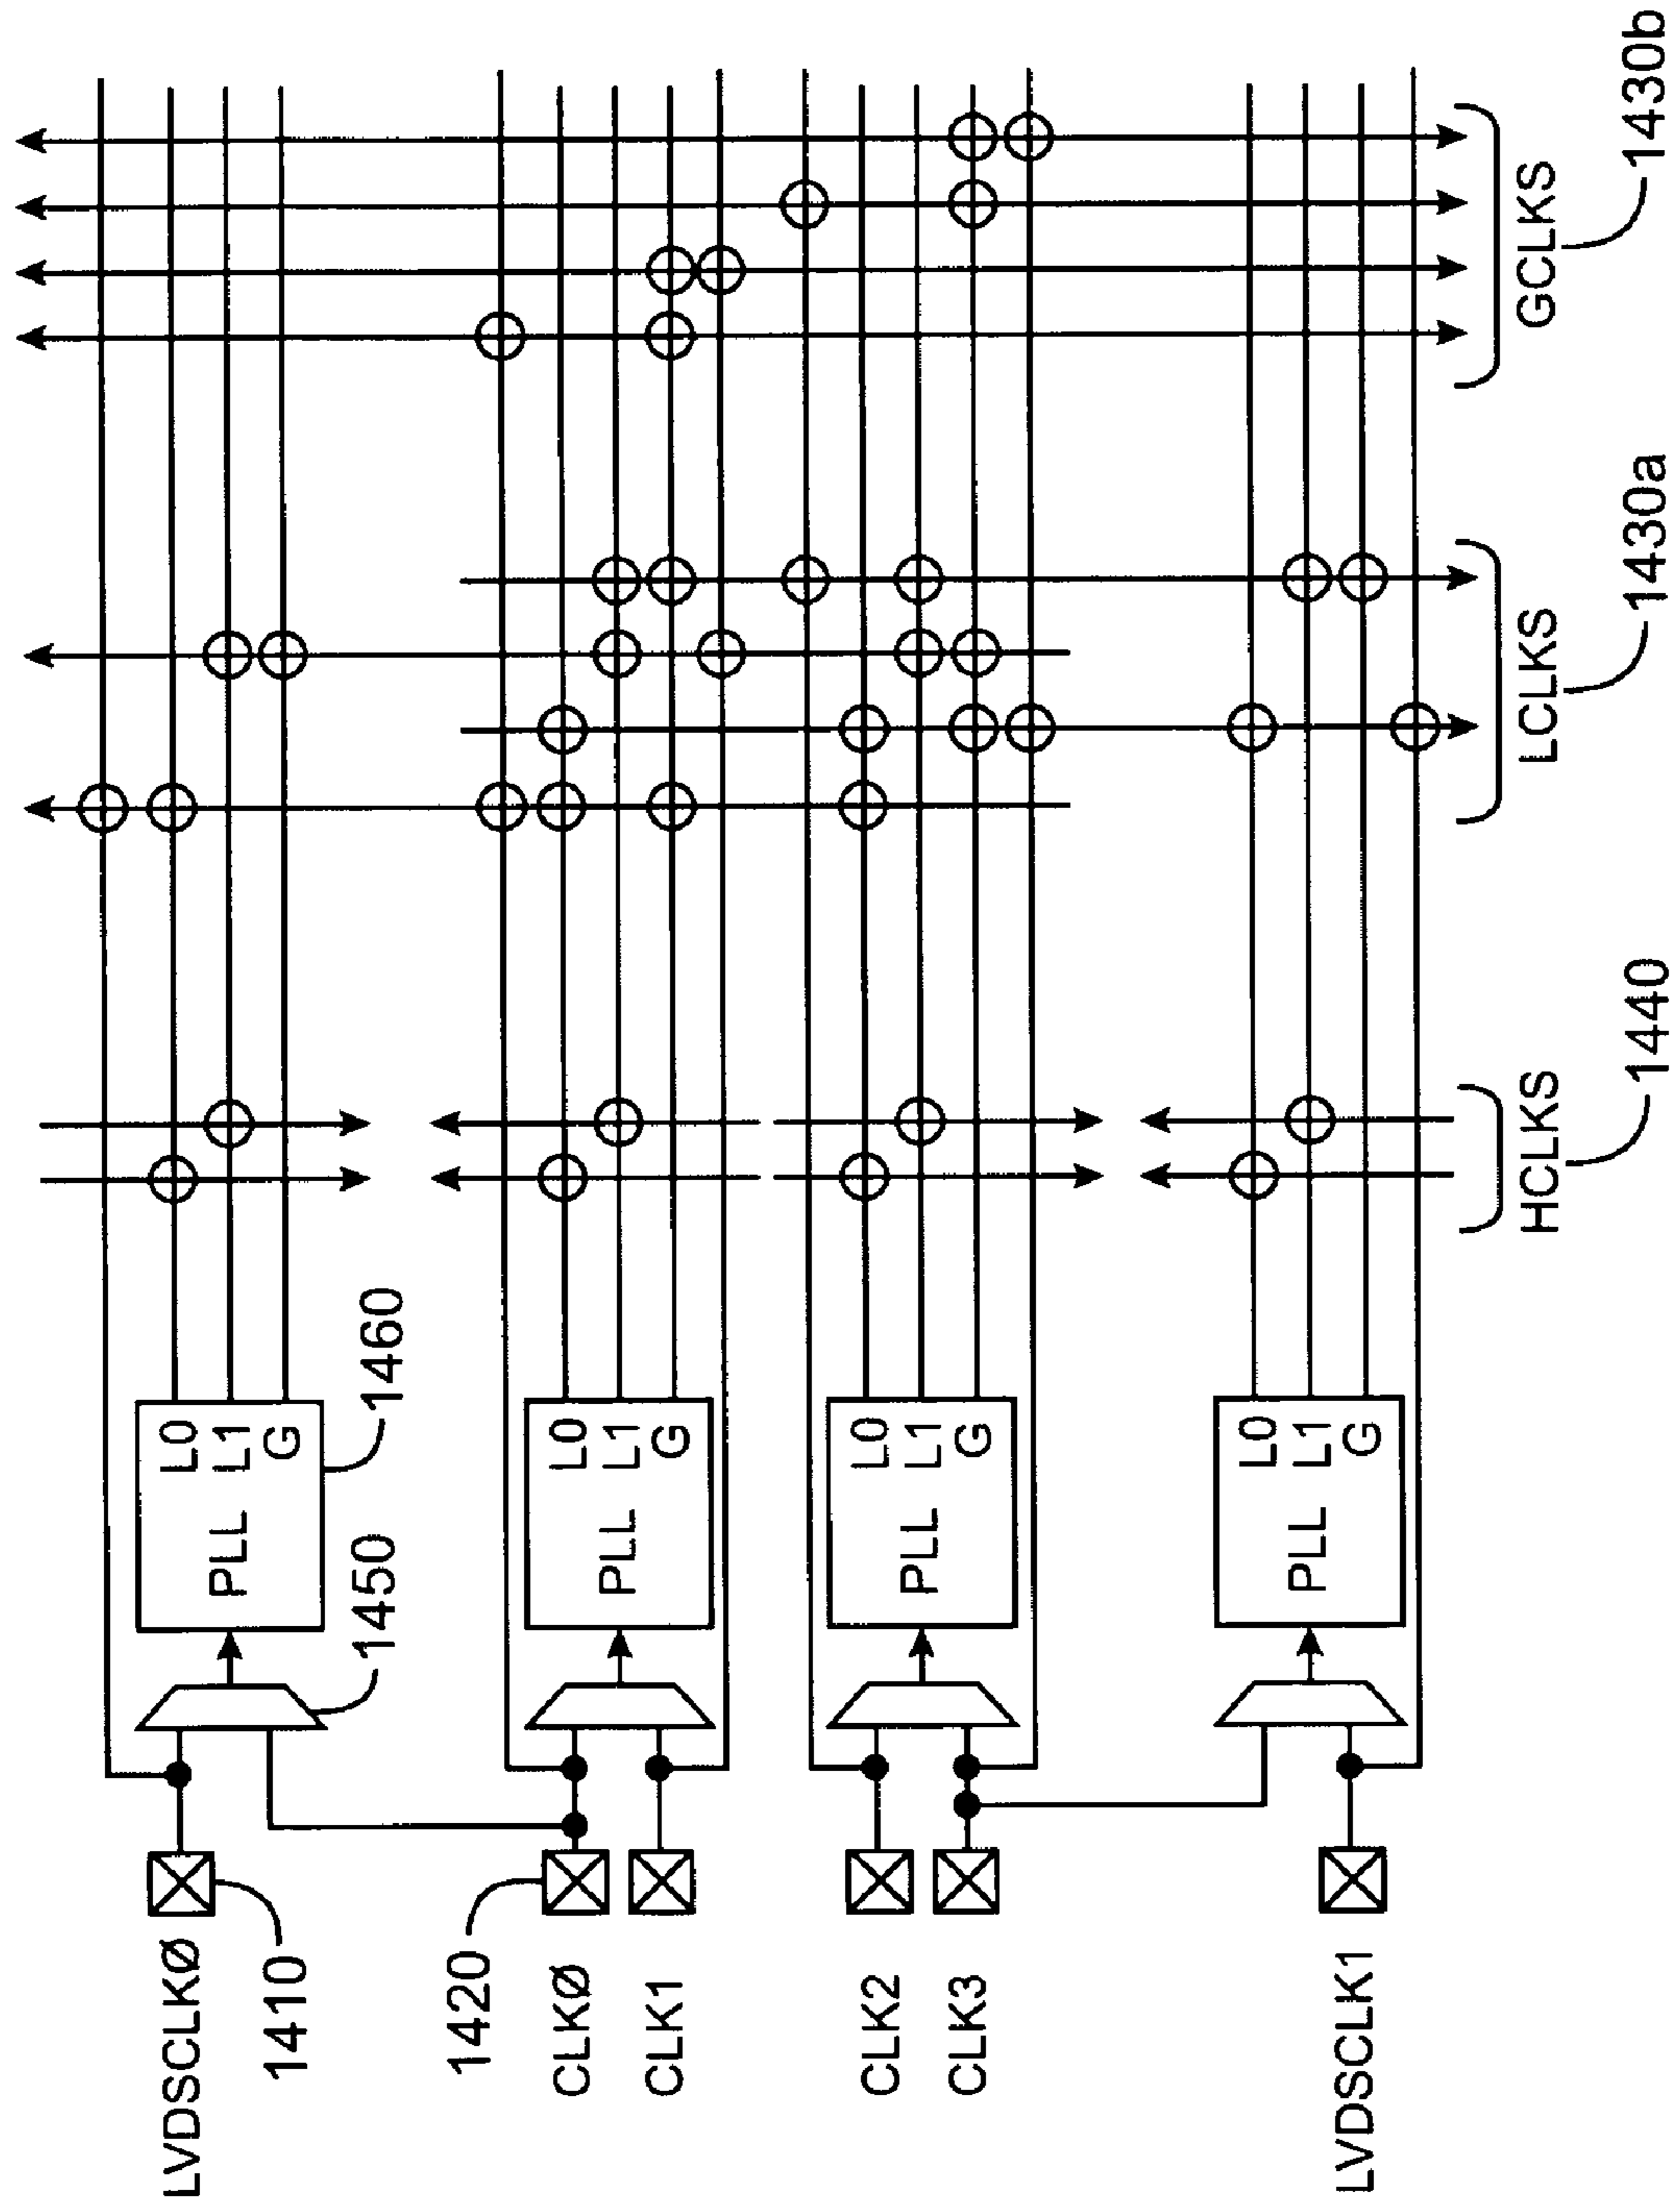 LVDSCLKØ
1410
1420
CLKØ
CLK1
CLK2
CLK3
LVDSCLK1
1450
PLL
L0
L1
G
1460
PLL
L0
L1
G
PLL
L0
L1
G
PLL
L0
L1
G
HCLKS
1440
LCLKS
1430a
GCLKS
1430b